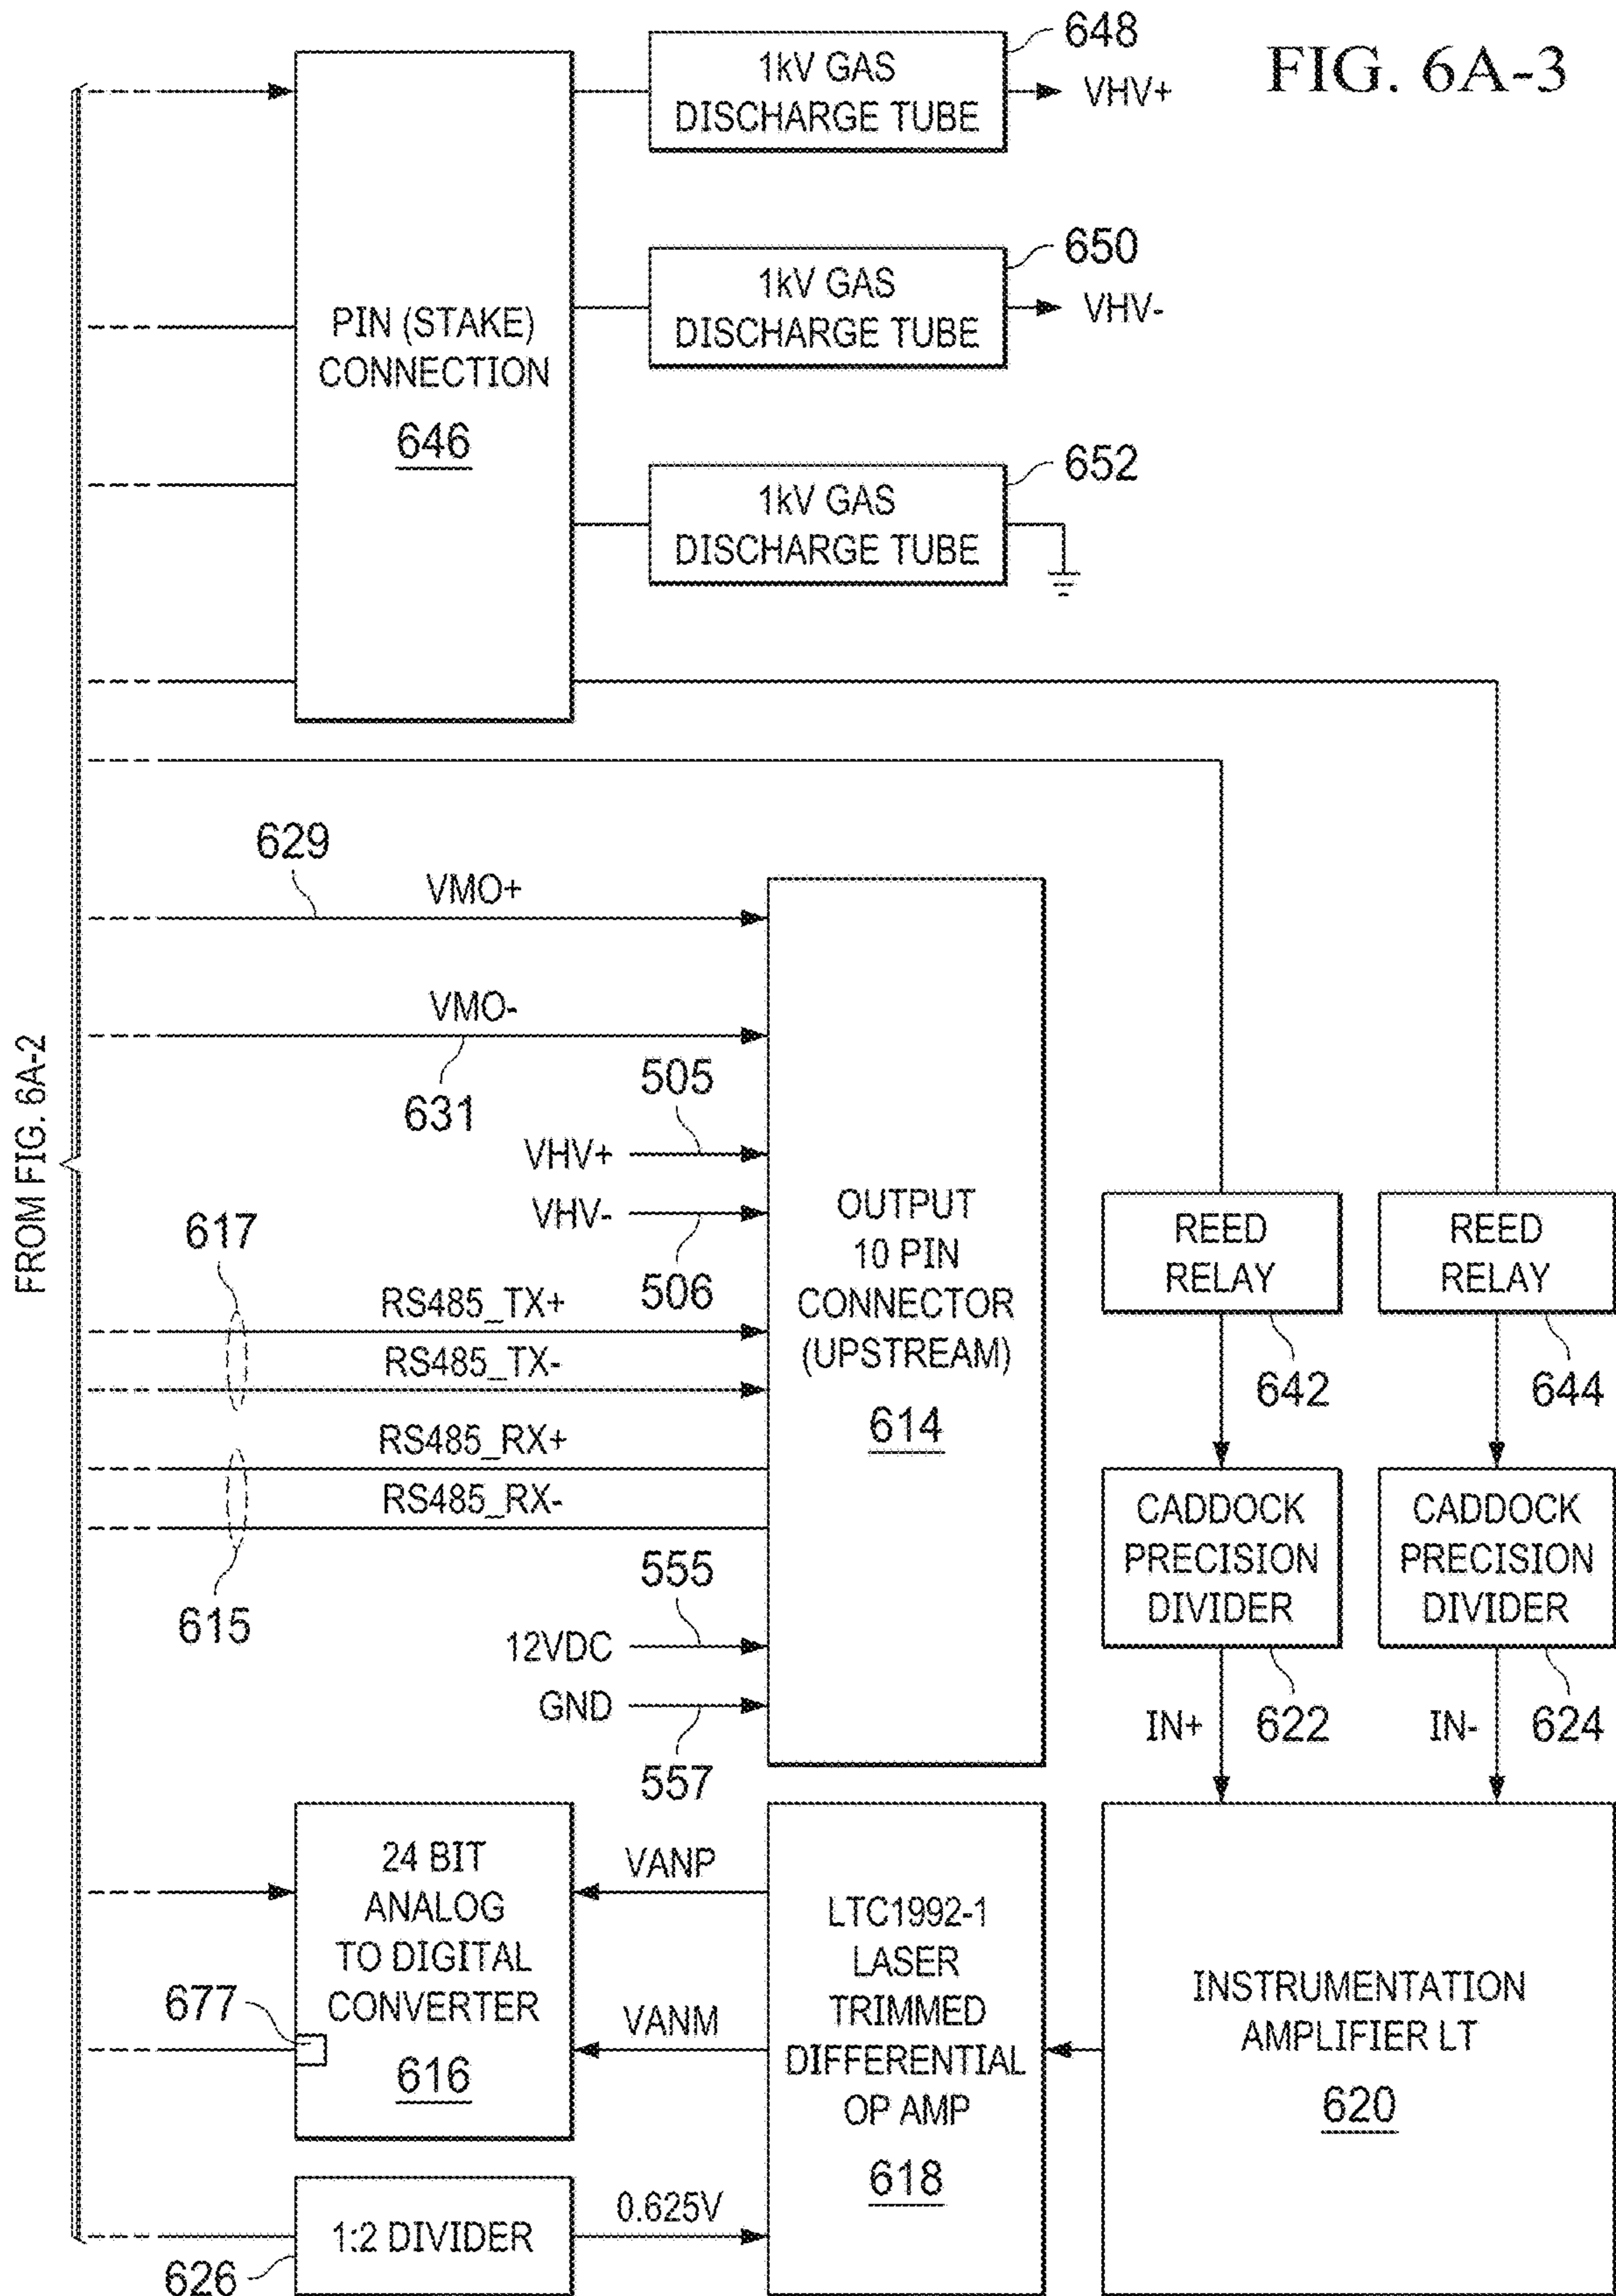 FIG. 6A-3
648
1kV GAS
DISCHARGE TUBE
VHV+
650
1kV GAS
DISCHARGE TUBE
VHV-
PIN (STAKE)
CONNECTION
646
652
1kV GAS
DISCHARGE TUBE
629
VMO+
VMO-
631
FROM FIG. 6A-2
505
VHV+
VHV-
506
617
RS485_TX+
RS485_TX-
RS485_RX+
RS485_RX-
615
555
12VDC
GND
557
OUTPUT
10 PIN
CONNECTOR
(UPSTREAM)
614
REED
RELAY
642
REED
RELAY
644
CADDOCK
PRECISION
DIVIDER
622
IN+
CADDOCK
PRECISION
DIVIDER
624
IN-
24 BIT
ANALOG
TO DIGITAL
CONVERTER
616
677
VANP
VANM
LTC1992-1
LASER
TRIMMED
DIFFERENTIAL
OP AMP
618
INSTRUMENTATION
AMPLIFIER LT
620
1:2 DIVIDER
626
0.625V